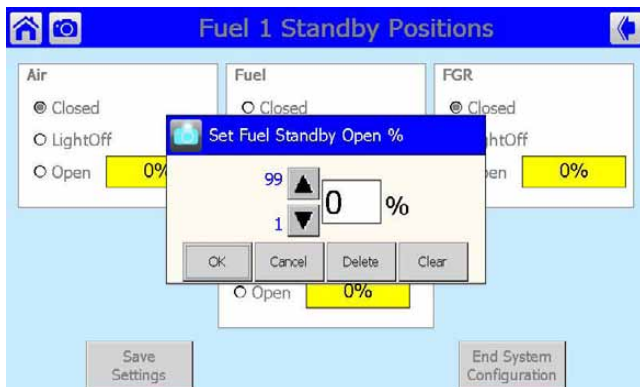 Fuel 1 Standby Positions
Air
Closed
LightOff
Open
0%
Fuel
Closed
FGR
Closed
htOff
en
0%
Set Fuel Standby Open %
99
1
0
%
OK
Cancel
Delete
Clear
Open
0%
Save
Settings
End System
Configuration